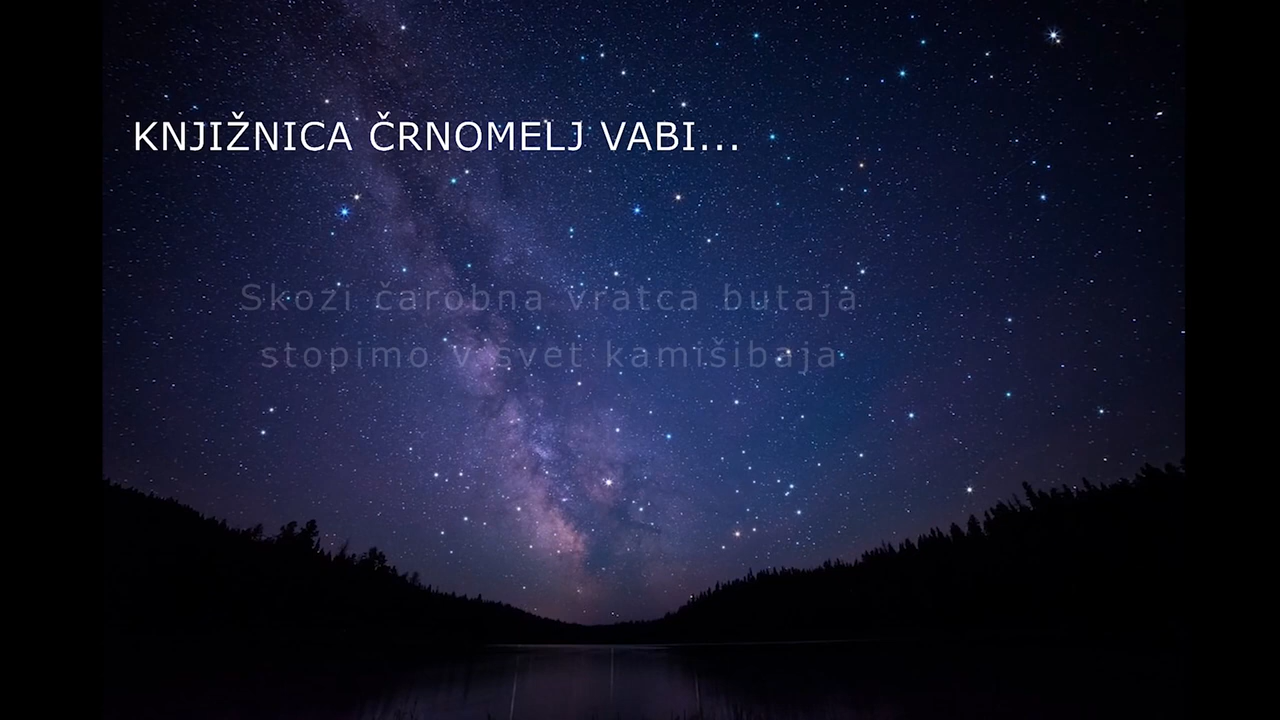 KNJIŽNICA ČRNOMELJ VABI...
Skozi čarobna vratca butaja
stopimo v svet kamišibaja